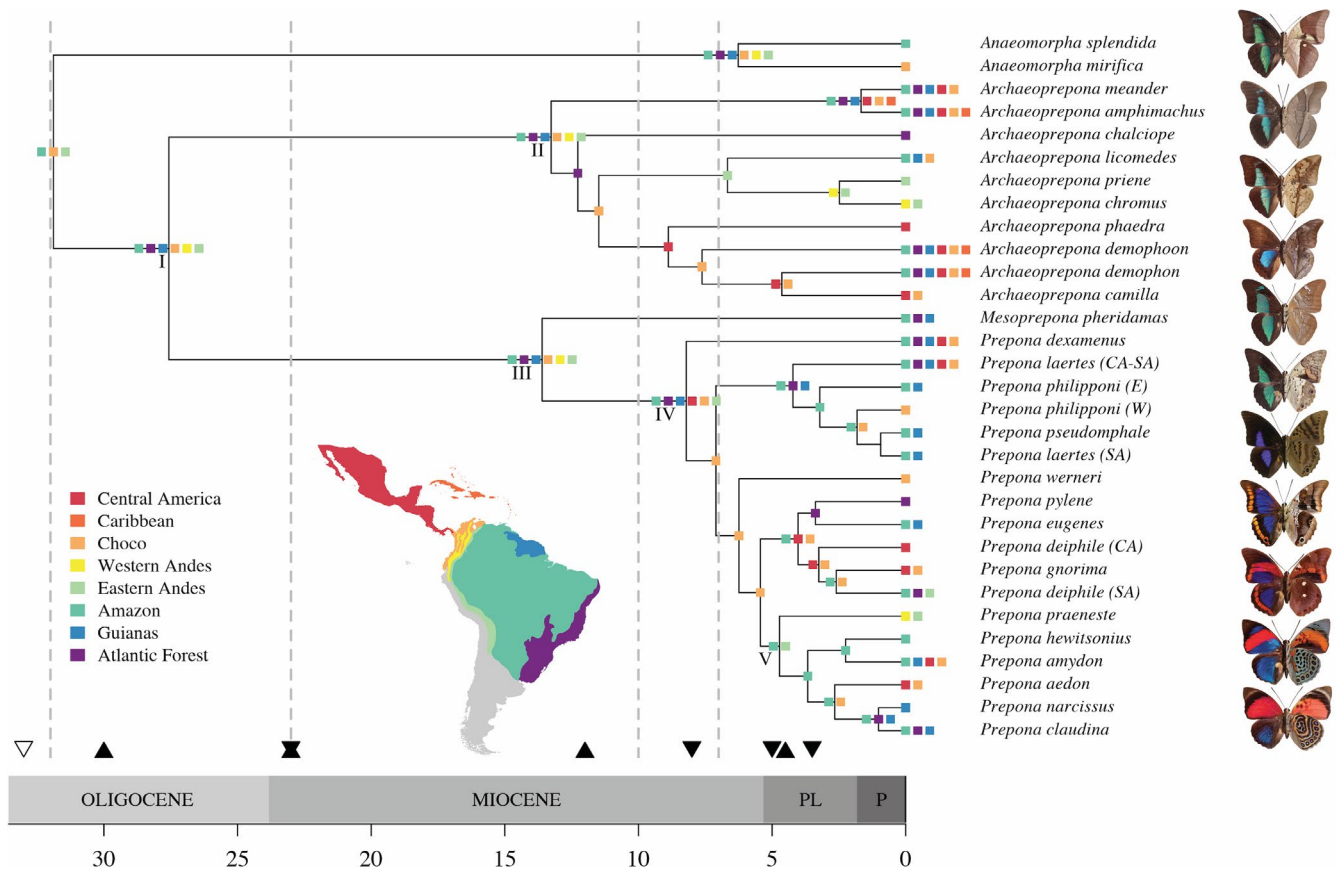 Anaeomorpha splendida
Anaeomorpha mirifica
Archaeoprepona meander
Archaeoprepona amphimachus
Archaeoprepona chalciope
II
Archaeoprepona licomedes
Archaeoprepona priene
Archaeoprepona chromus
Archaeoprepona phaedra
Archaeoprepona demophoon
I
Archaeoprepona demophon
Archaeoprepona camilla
Mesoprepona pheridamas
Prepona dexamenus
Prepona laertes (CA-SA)
III
Prepona philipponi (E)
Prepona philipponi (W)
IV
Prepona pseudomphale
Prepona laertes (SA)
Prepona werneri
Prepona pylene
Prepona eugenes
Prepona deiphile (CA)
Prepona gnorima
Prepona deiphile (SA)
Prepona praeneste
Prepona hewitsonius
V
Prepona amydon
Prepona aedon
Prepona narcissus
Prepona claudina
Central America
Caribbean
Choco
Western Andes
Eastern Andes
Amazon
Guianas
Atlantic Forest
OLIGOCENE MIOCENE PL P
30 25 20 15 10 5 0